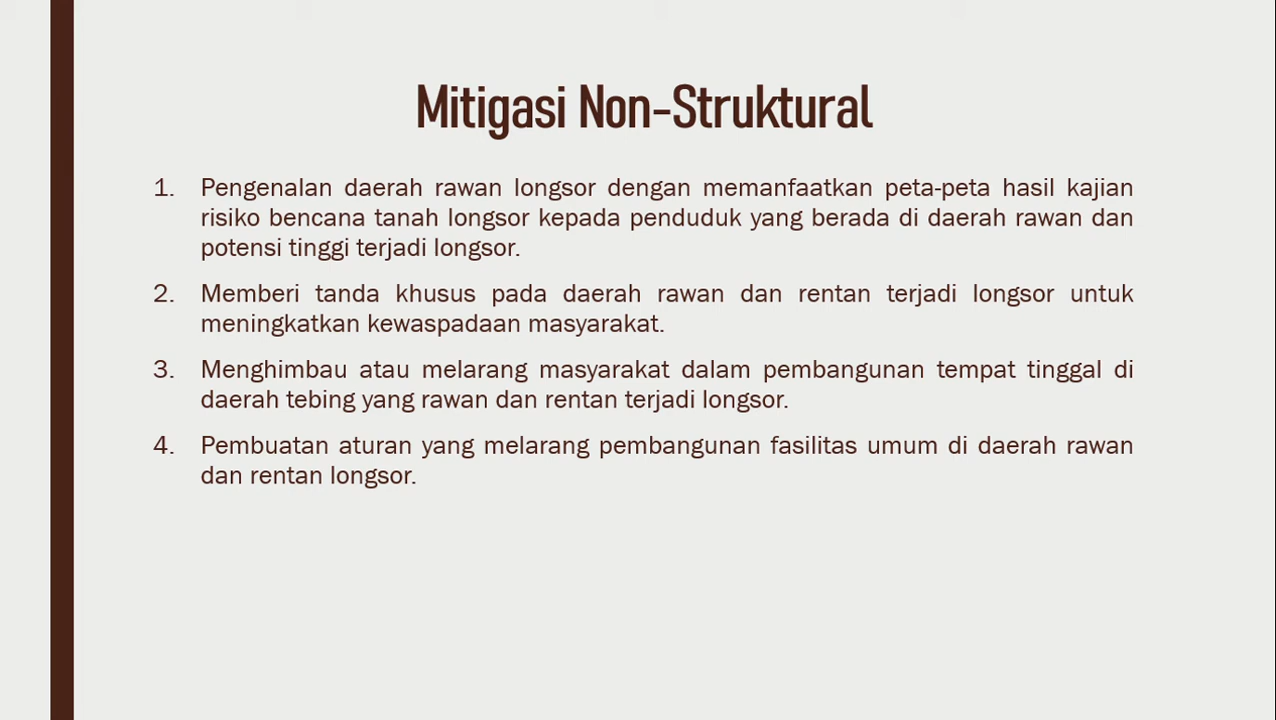 Mitigasi Non-Struktural
1. Pengenalan daerah rawan longsor dengan memanfaatkan peta-peta hasil kajian
risiko bencana tanah longsor kepada penduduk yang berada di daerah rawan dan
potensi tinggi terjadi longsor.
2. Memberi tanda khusus pada daerah rawan dan rentan terjadi longsor untuk
meningkatkan kewaspadaan masyarakat.
3. Menghimbau atau melarang masyarakat dalam pembangunan tempat tinggal di
daerah tebing yang rawan dan rentan terjadi longsor.
4. Pembuatan aturan yang melarang pembangunan fasilitas umum di daerah rawan
dan rentan longsor.